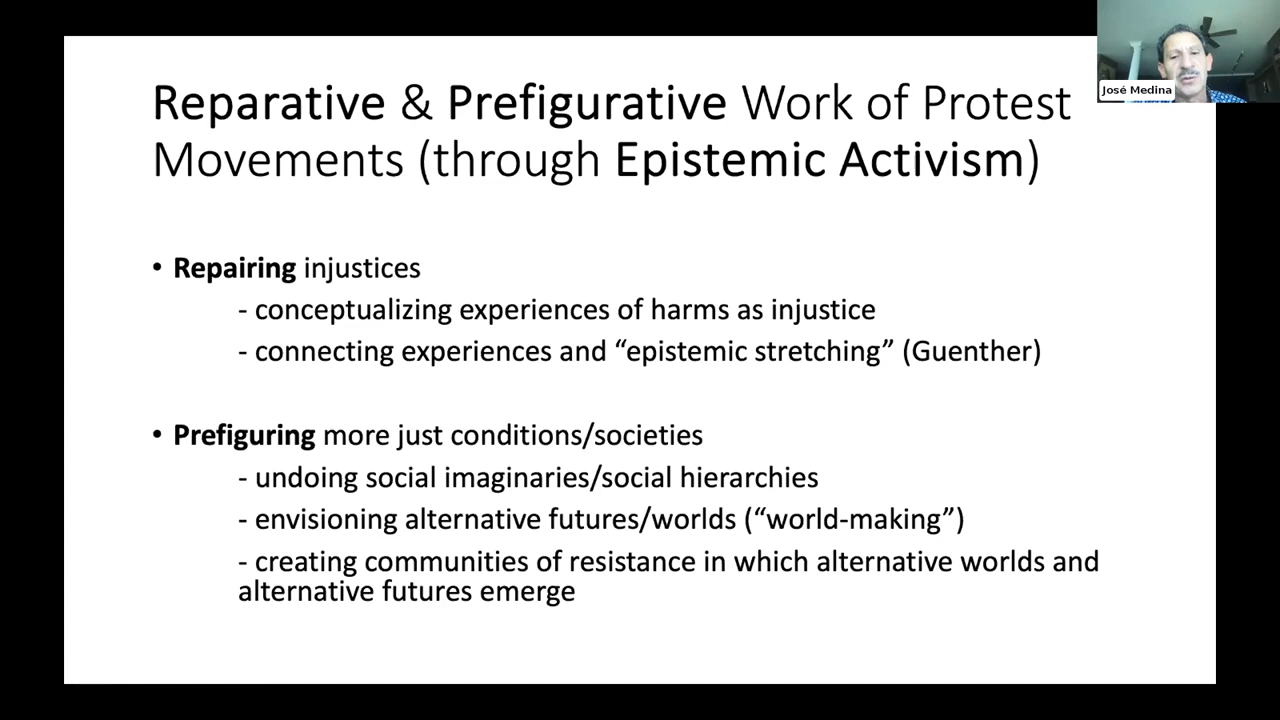 Reparative & Prefigurative Work of Protest
Movements (through Epistemic Activism)
José Medina
• Repairing injustices
- conceptualizing experiences of harms as injustice
- connecting experiences and “epistemic stretching” (Guenther)
• Prefiguring more just conditions/societies
- undoing social imaginaries/social hierarchies
- envisioning alternative futures/worlds (“world-making”)
- creating communities of resistance in which alternative worlds and
alternative futures emerge